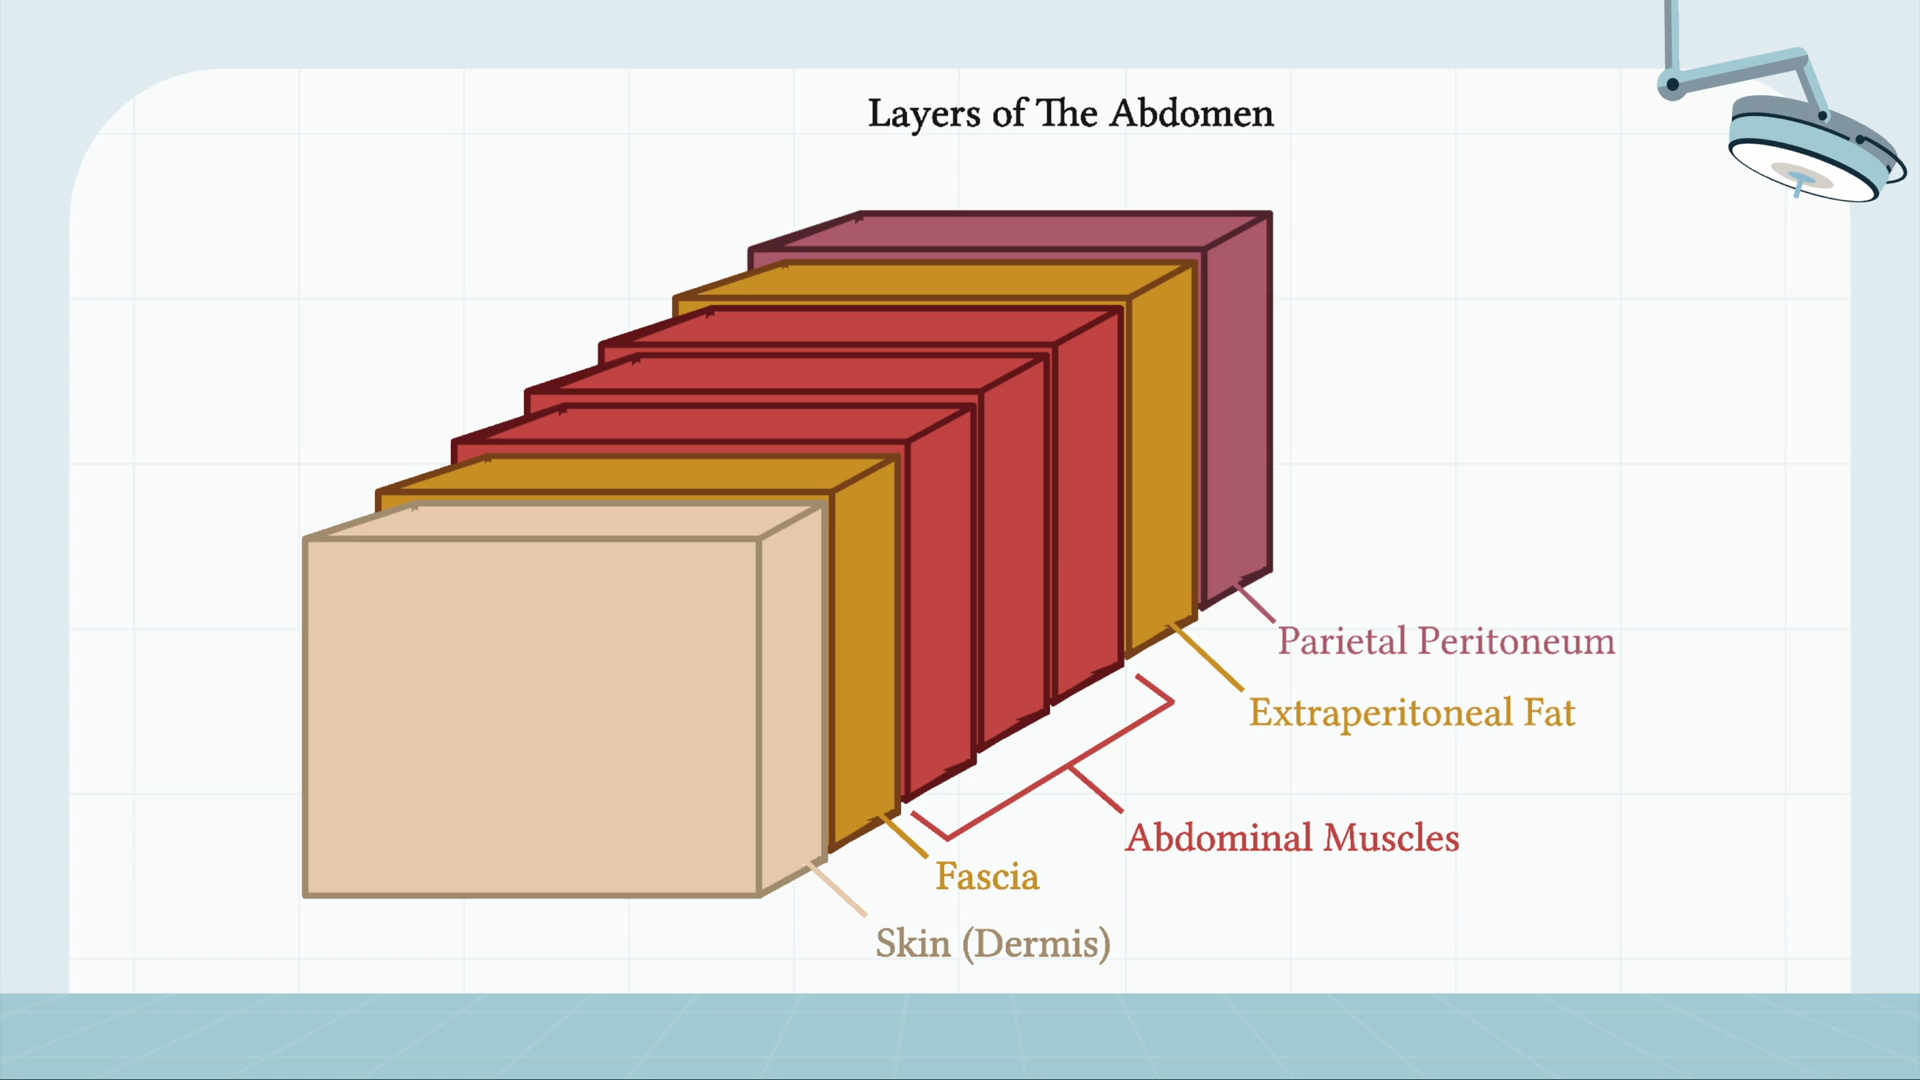 Layers of The Abdomen
Parietal Peritoneum
Extraperitoneal Fat
Abdominal Muscles
Fascia
Skin (Dermis)